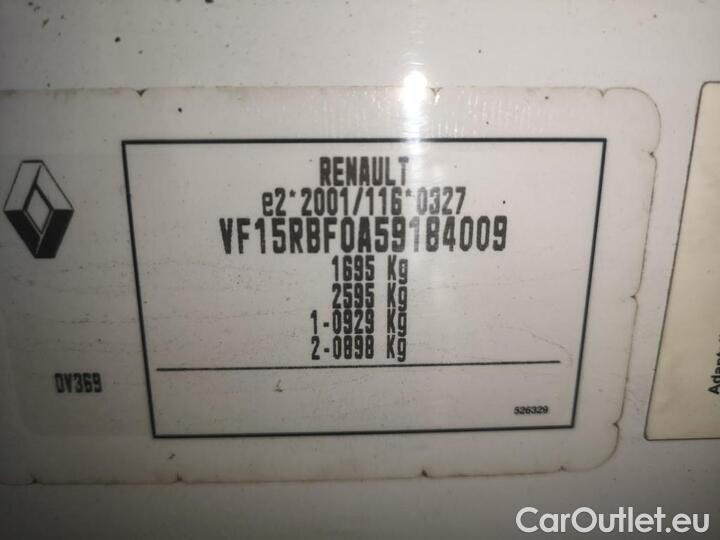 RENAULT
e2*2001/116*0327
VF15RBF0A59184009
1695 Kg
2595 Kg
1-0929 Kg
2-0898 Kg
DV369
526329
Adapt
CarOutlet.eu